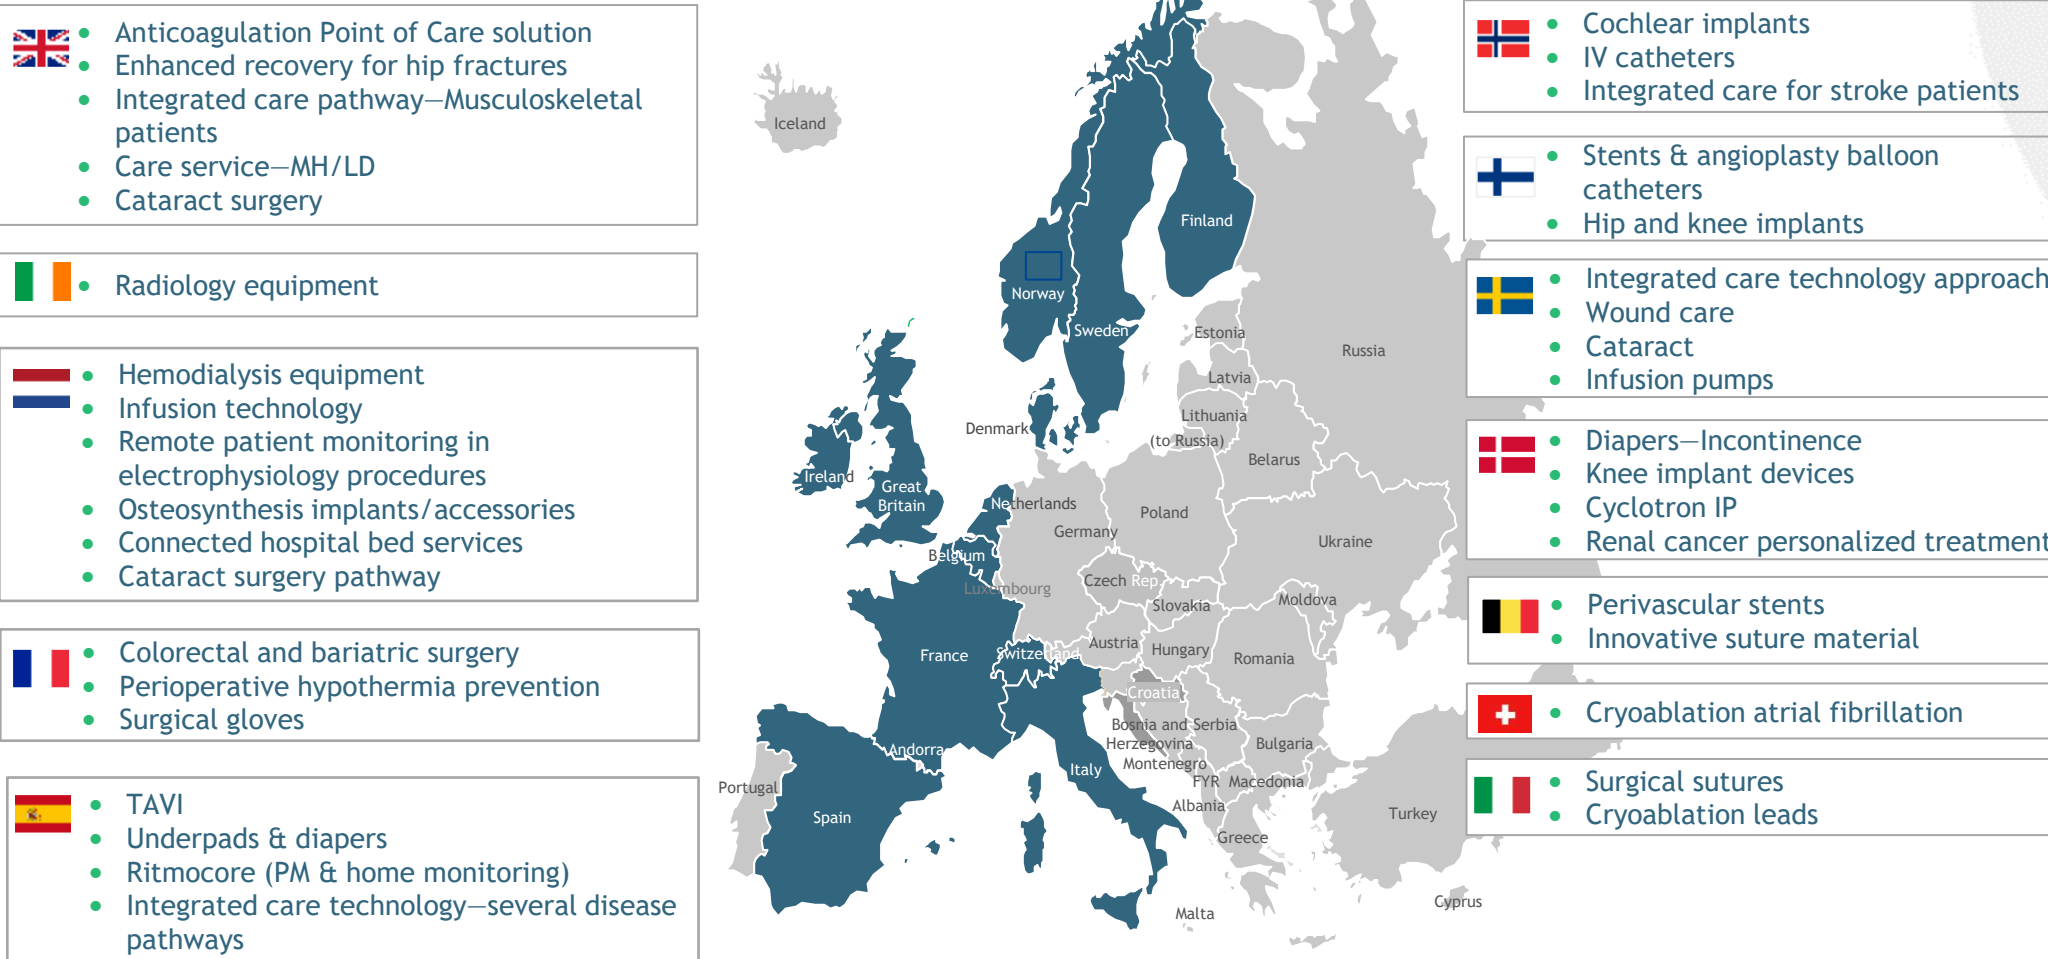 • Anticoagulation Point of Care solution
• Enhanced recovery for hip fractures
• Integrated care pathway—Musculoskeletal
patients
• Care service—MH/LD
• Cataract surgery
• Radiology equipment
• Hemodialysis equipment
• Infusion technology
• Remote patient monitoring in
electrophysiology procedures
• Osteosynthesis implants/accessories
• Connected hospital bed services
• Cataract surgery pathway
• Colorectal and bariatric surgery
• Perioperative hypothermia prevention
• Surgical gloves
• TAVI
• Underpads & diapers
• Ritmocore (PM & home monitoring)
• Integrated care technology—several disease
pathways
Iceland
Finland
Norway
Sweden
Estonia
Russia
Latvia
Lithuania
Denmark
(to Russia)
Belarus
Ireland
Great
Britain
Netherlands
Poland
Germany
Ukraine
Belgium
Czech Rep.
Luxembourg
Moldova
Slovakia
Austria
Hungary
France
Switzerland
Romania
Croatia
Bosnia and
Herzegovina
Serbia
Andorra
Bulgaria
Montenegro
Italy
FYR Macedonia
Portugal
Albania
Spain
Turkey
Greece
Cyprus
Malta
• Cochlear implants
• IV catheters
• Integrated care for stroke patients
• Stents & angioplasty balloon
catheters
• Hip and knee implants
• Integrated care technology approach
• Wound care
• Cataract
• Infusion pumps
• Diapers—Incontinence
• Knee implant devices
• Cyclotron IP
• Renal cancer personalized treatment
• Perivascular stents
• Innovative suture material
• Cryoablation atrial fibrillation
• Surgical sutures
• Cryoablation leads